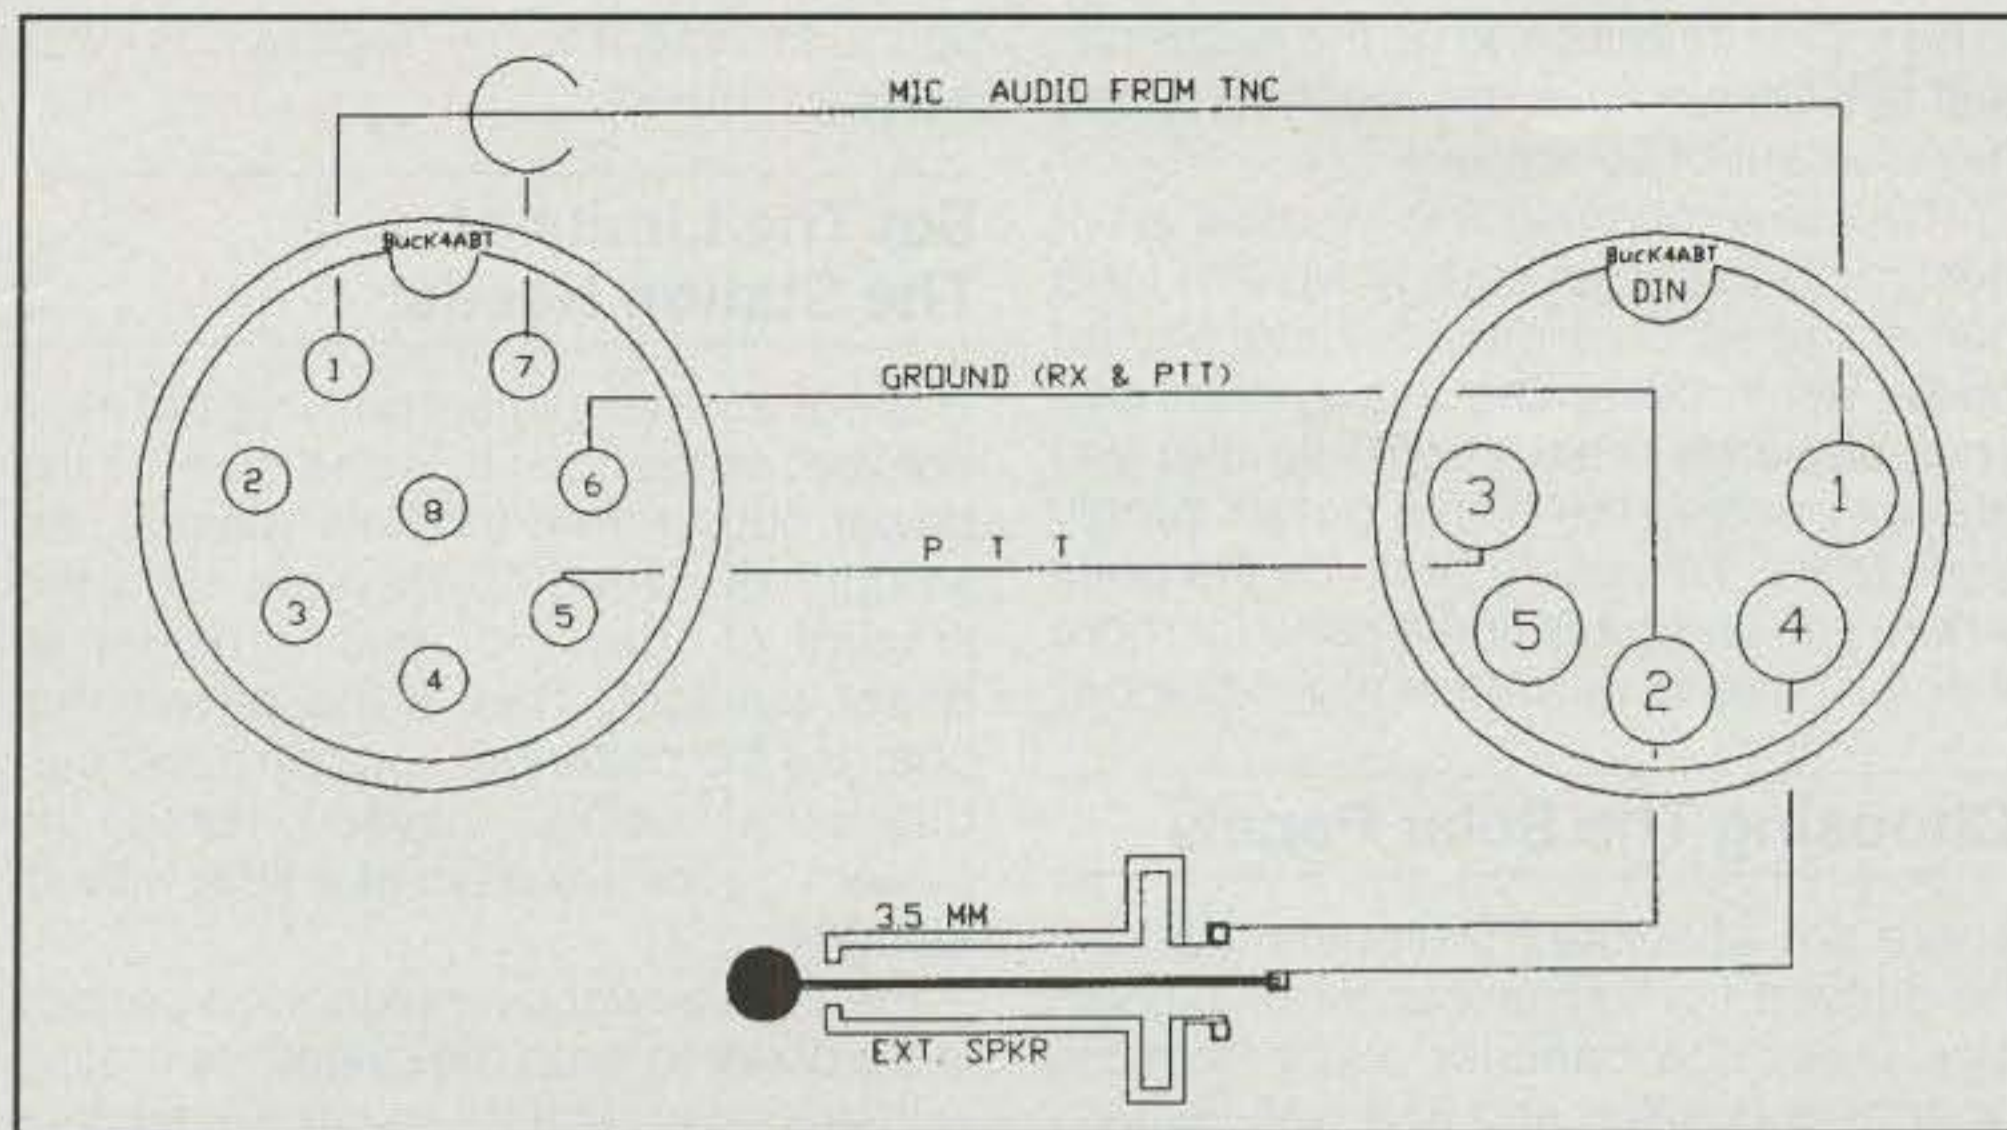 MIC AUDIO FROM TNC
BucK4ABT
BucK4ABT
DIN
1
7
GROUND (RX & PTT)
2
8
6
3
1
P T T
3
5
5
4
4
2
3.5 MM
EXT. SPKR